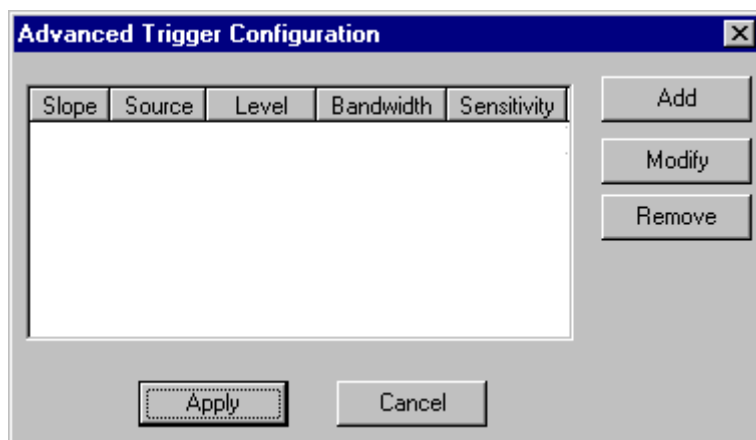 Advanced Trigger Configuration
Slope Source Level Bandwidth Sensitivity
Add
Modify
Remove
Apply Cancel